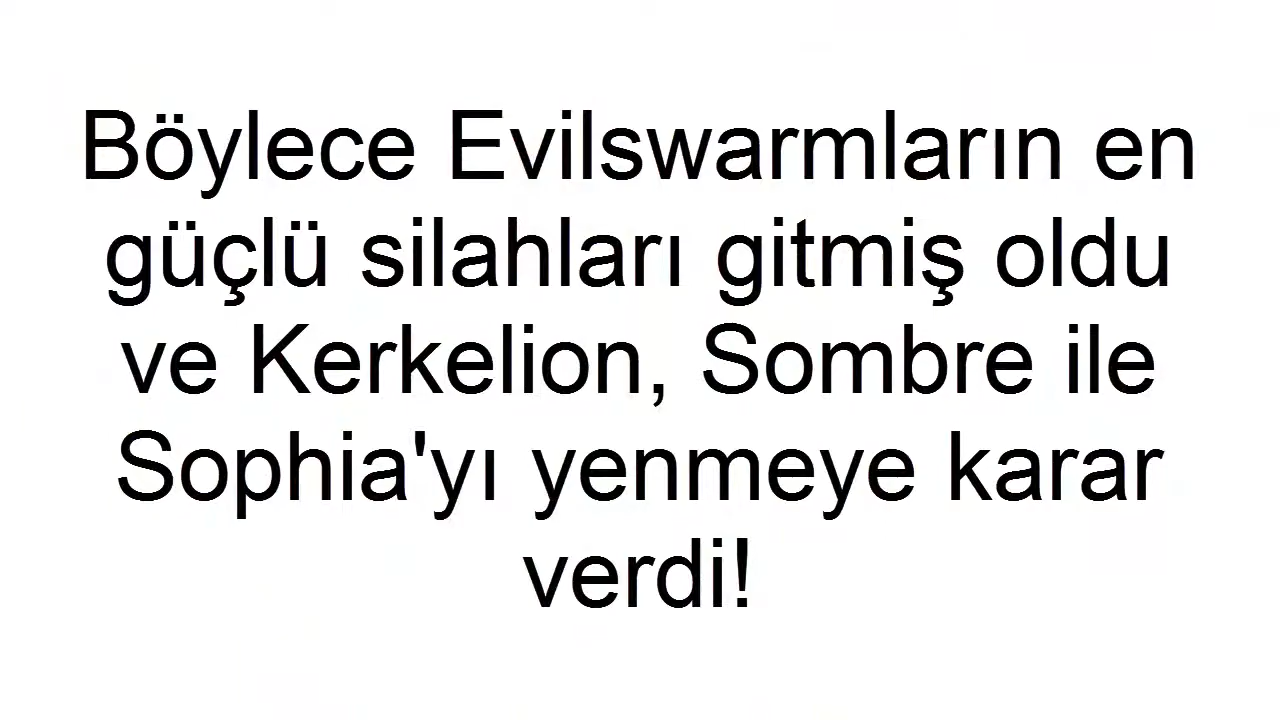 Böylece Evilswarmların en
güçlü silahları gitmiş oldu
ve Kerkelion, Sombre ile
Sophia'yı yenmeye karar
verdi!